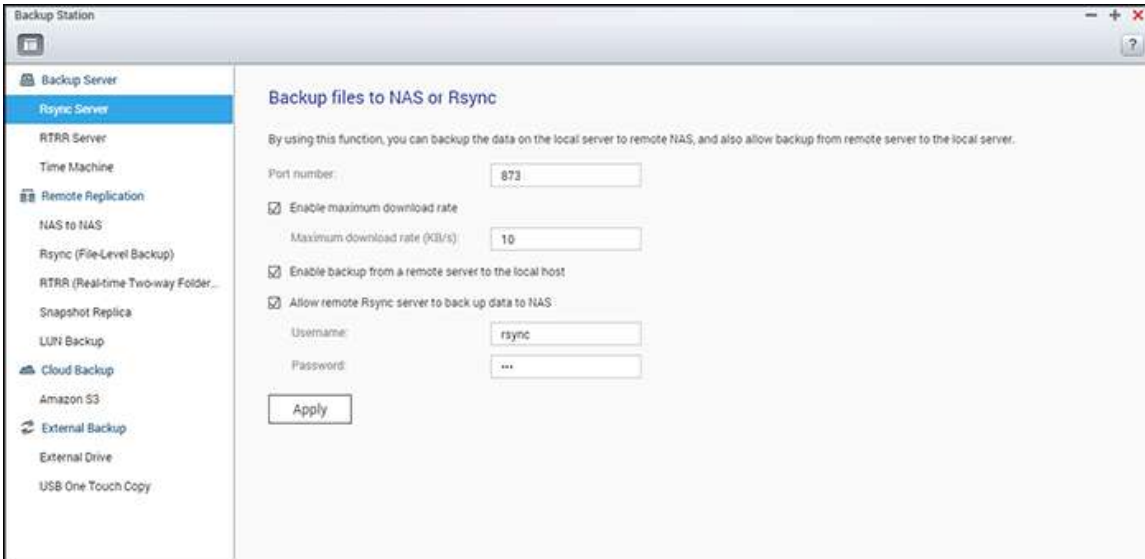 Backup Station
?
Backup Server
Rsync Server
RTRR Server
Time Machine
Remote Replication
NAS to NAS
Rsync (File-Level Backup)
RTRR (Real-time Two-way Folder...
Snapshot Replica
LUN Backup
Cloud Backup
Amazon S3
External Backup
External Drive
USB One Touch Copy
Backup files to NAS or Rsync
By using this function, you can backup the data on the local server to remote NAS, and also allow backup from remote server to the local server.
Port number: 873
Enable maximum download rate
Maximum download rate (KB/s): 10
Enable backup from a remote server to the local host
Allow remote Rsync server to back up data to NAS
Username: rsync
Password: •••
Apply